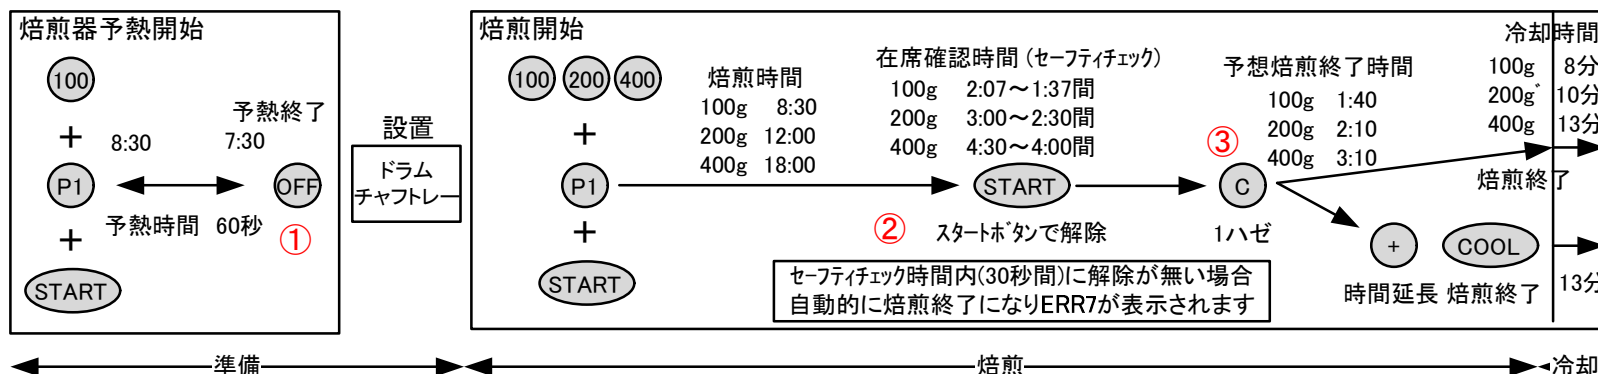 焙煎器予熱開始
100
+
P1
+
START
8:30
予熱終了
7:30
OFF
予熱時間 60秒
①
設置
ドラム
チャフトレー
焙煎開始
100 200 400
+
P1
+
START
焙煎時間
100g 8:30
200g 12:00
400g 18:00
在席確認時間 (セーフティチェック)
100g 2:07～1:37間
200g 3:00～2:30間
400g 4:30～4:00間
START
② スタートボタンで解除
セーフティチェック時間内(30秒間)に解除が無い場合
自動的に焙煎終了になりERR7が表示されます
③
C
1ハゼ
予想焙煎終了時間
100g 1:40
200g 2:10
400g 3:10
冷却時間
100g 8分
200g 10分
400g 13分
焙煎終了
+ COOL
時間延長 焙煎終了 13分
準備 焙煎 冷却